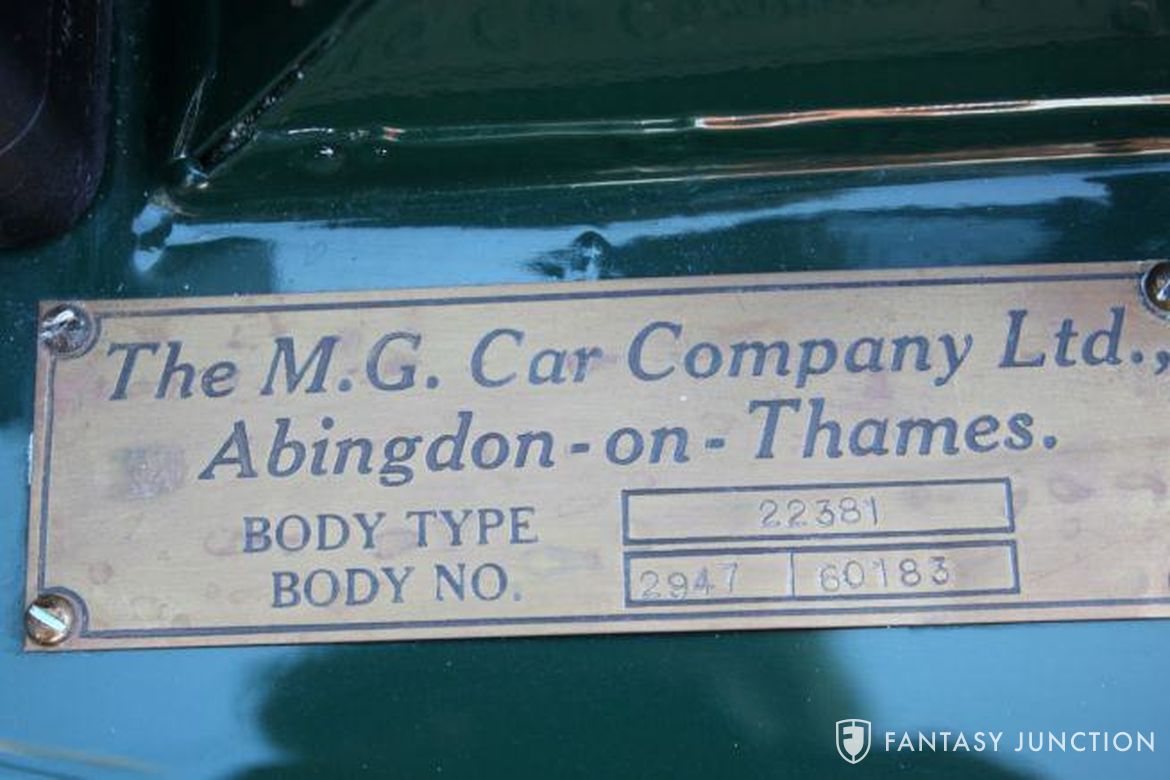 The M.G. Car Company Ltd.,
Abingdon-on-Thames.
BODY TYPE 22381
BODY NO. 2947 60183
FANTASY JUNCTION